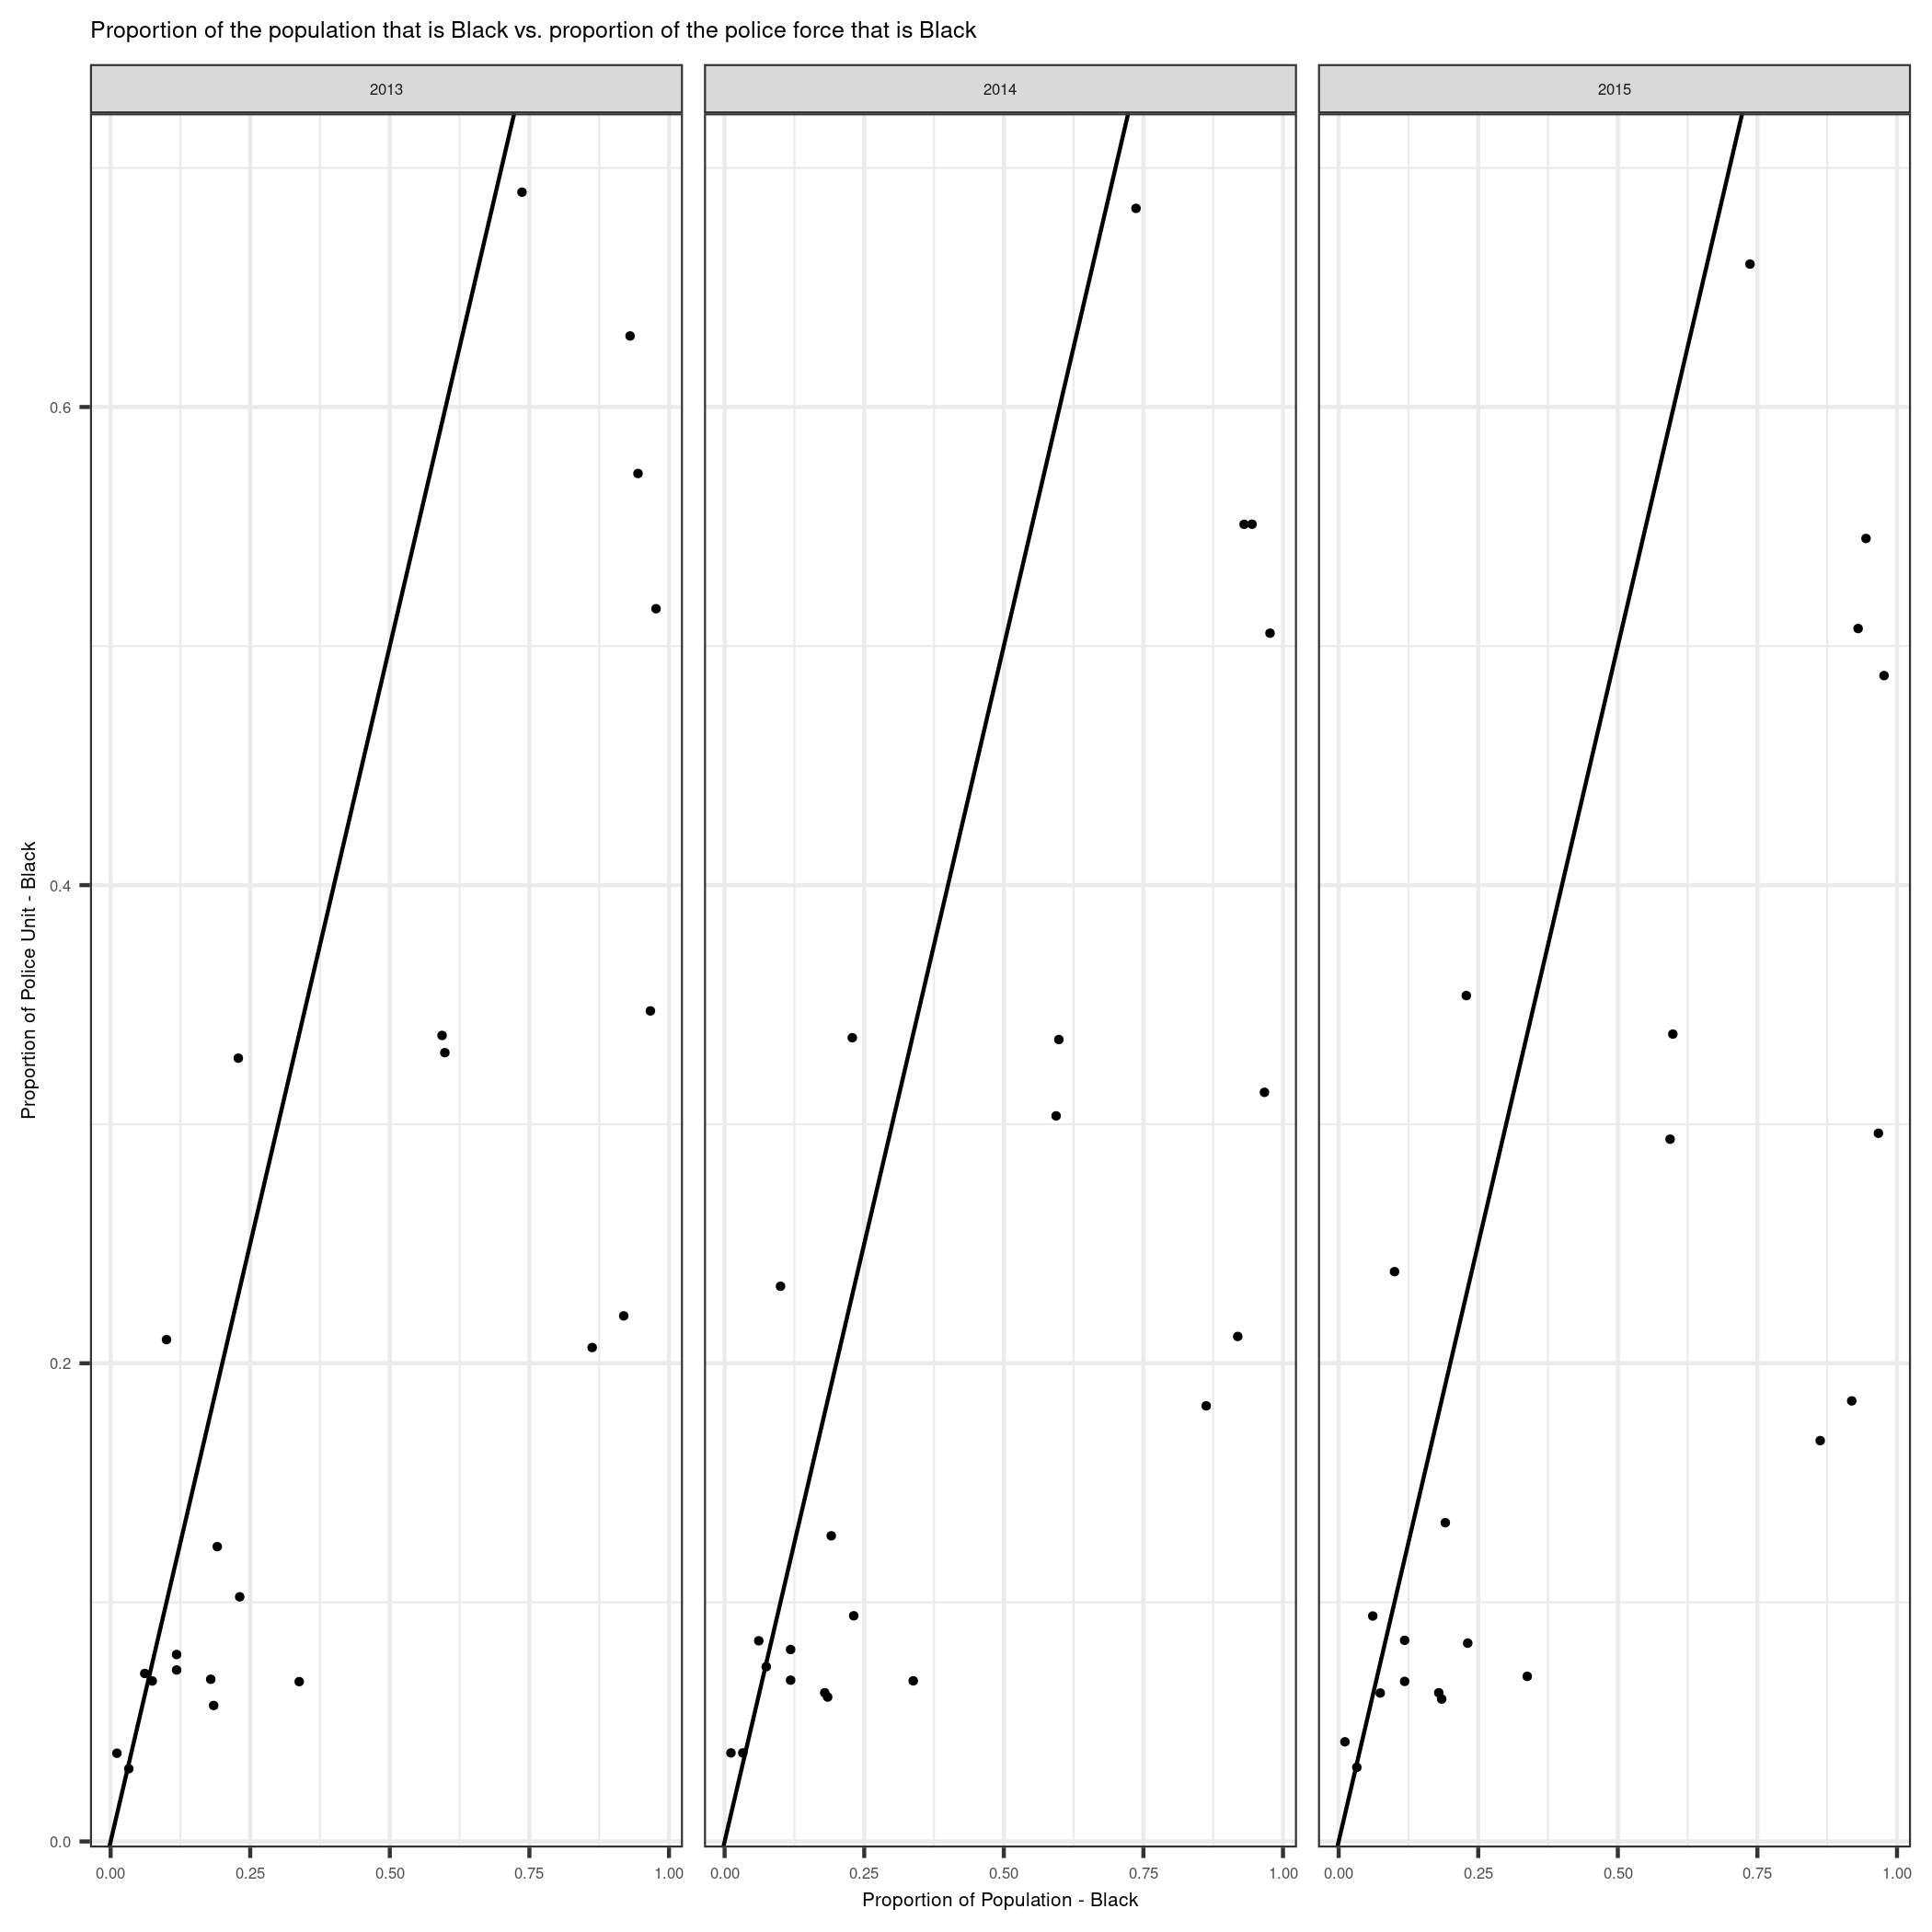 Proportion of the population that is Black vs. proportion of the police force that is Black
2013 2014 2015
Proportion of Police Unit - Black
0.6
0.4
0.2
0.0
0.00 0.25 0.50 0.75 1.00 0.00 0.25 0.50 0.75 1.00 0.00 0.25 0.50 0.75 1.00
Proportion of Population - Black